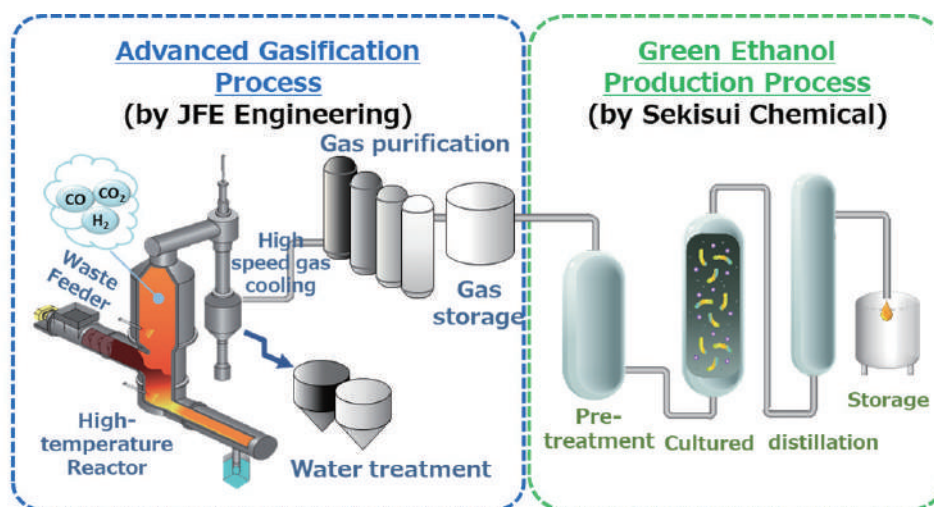 Advanced Gasification
Process
(by JFE Engineering)
Green Ethanol
Production Process
(by Sekisui Chemical)
Gas purification
CO
CO₂
H₂
Waste
Feeder
High
speed gas
cooling
Gas
storage
High-
temperature
Reactor
Water treatment
Pre-
treatment
Cultured
distillation
Storage